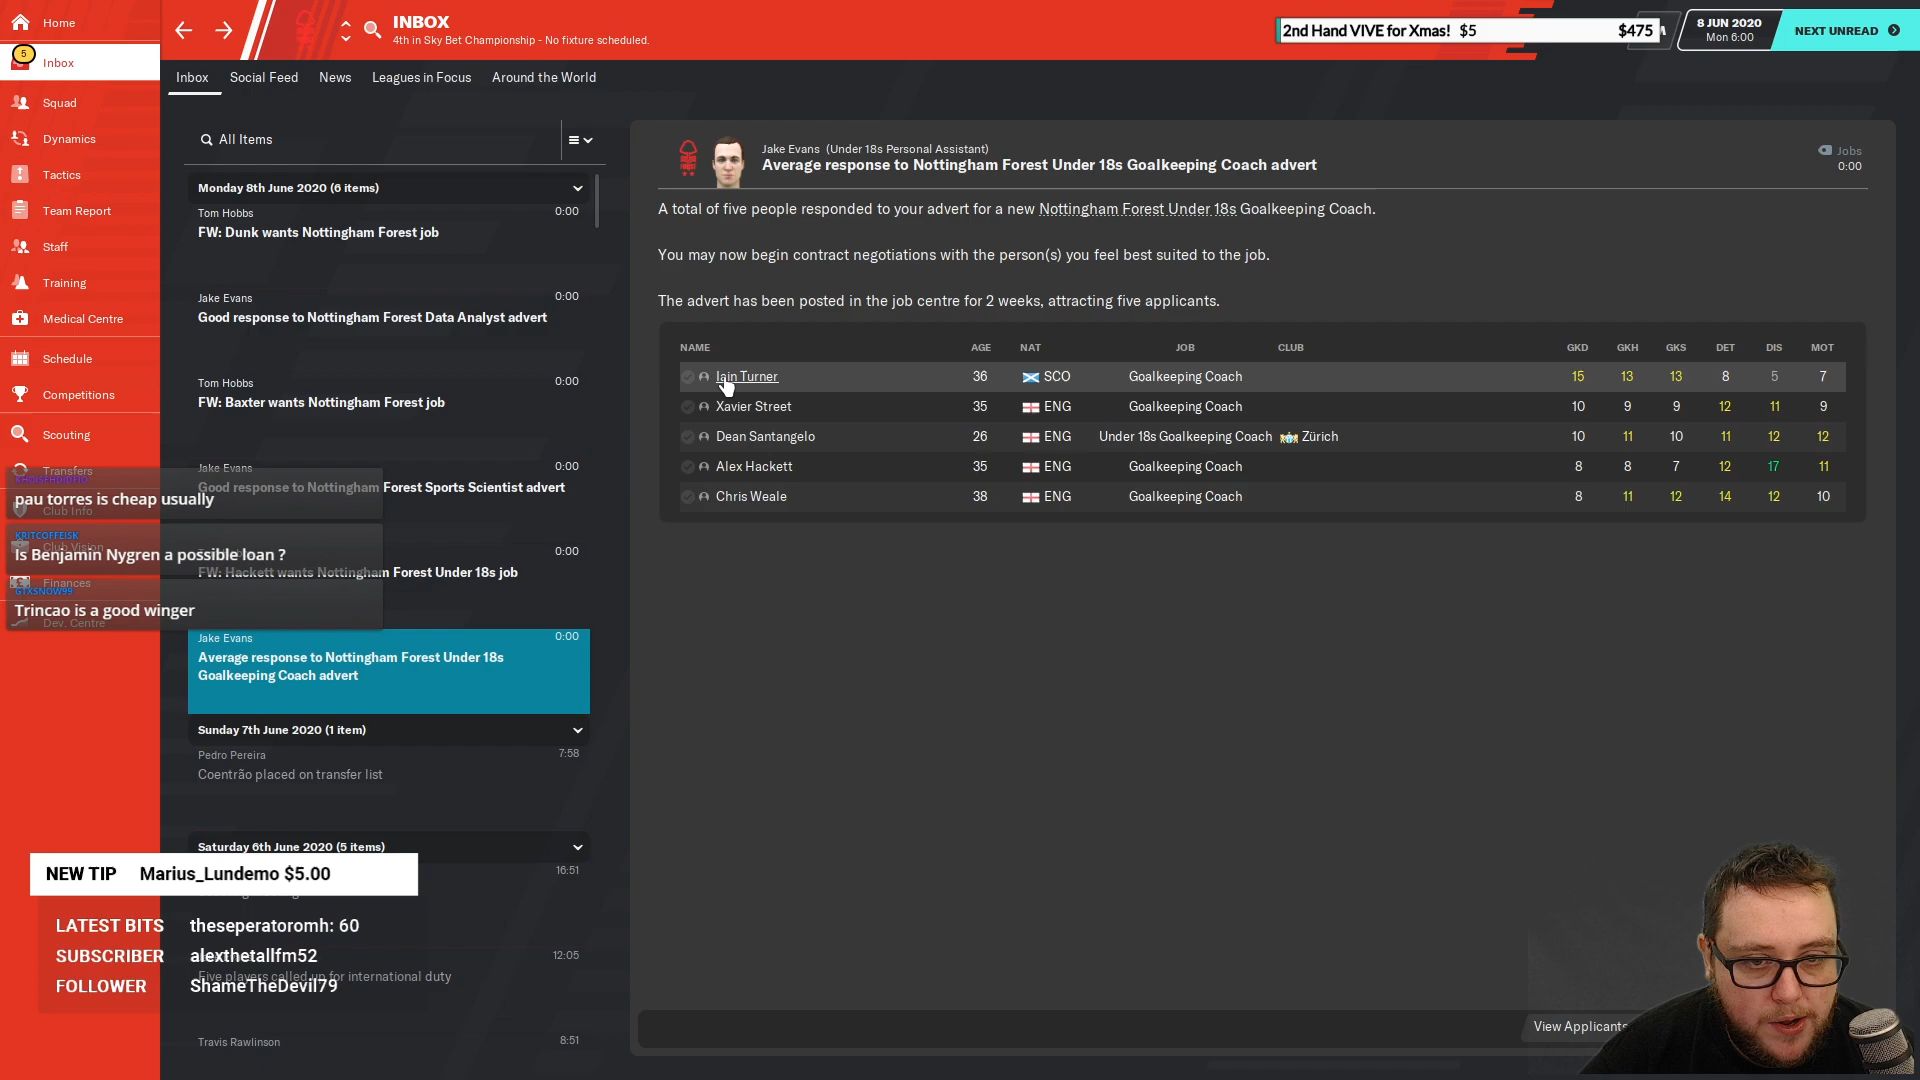 Home
5
Inbox
Squad
Dynamics
Tactics
Team Report
Staff
Training
Medical Centre
Schedule
Competitions
Scouting
Transfers
pau torres is cheap usually
Club Info
KRITCOFFEISK
Club Vision
Is Benjamin Nygren a possible loan ?
Finances
GTXSNOW99
Trincao is a good winger
Dev. Centre
INBOX
4th in Sky Bet Championship - No fixture scheduled.
2nd Hand VIVE for Xmas! $5 $475
8 JUN 2020
Mon 6:00
NEXT UNREAD
Inbox Social Feed News Leagues in Focus Around the World
All Items
Monday 8th June 2020 (6 items)
Tom Hobbs 0:00
FW: Dunk wants Nottingham Forest job
Jake Evans 0:00
Good response to Nottingham Forest Data Analyst advert
Tom Hobbs 0:00
FW: Baxter wants Nottingham Forest job
Jake Evans 0:00
Good response to Nottingham Forest Sports Scientist advert
0:00
FW: Hackett wants Nottingham Forest Under 18s job
Jake Evans 0:00
Average response to Nottingham Forest Under 18s
Goalkeeping Coach advert
Sunday 7th June 2020 (1 item)
Pedro Pereira 7:58
Coentrão placed on transfer list
Saturday 6th June 2020 (5 items)
16:51
12:05
Five players called up for international duty
Travis Rawlinson 8:51
NEW TIP Marius_Lundemo $5.00
LATEST BITS theseperatoromh: 60
SUBSCRIBER alexthetallfm52
FOLLOWER ShameTheDevil79
Jake Evans (Under 18s Personal Assistant)
Average response to Nottingham Forest Under 18s Goalkeeping Coach advert
Jobs
0:00
A total of five people responded to your advert for a new Nottingham Forest Under 18s Goalkeeping Coach.
You may now begin contract negotiations with the person(s) you feel best suited to the job.
The advert has been posted in the job centre for 2 weeks, attracting five applicants.
NAME AGE NAT JOB CLUB GKD GKH GKS DET DIS MOT
Iain Turner 36 SCO Goalkeeping Coach 15 13 13 8 5 7
Xavier Street 35 ENG Goalkeeping Coach 10 9 9 12 11 9
Dean Santangelo 26 ENG Under 18s Goalkeeping Coach Zürich 10 11 10 11 12 12
Alex Hackett 35 ENG Goalkeeping Coach 8 8 7 12 17 11
Chris Weale 38 ENG Goalkeeping Coach 8 11 12 14 12 10
View Applicants